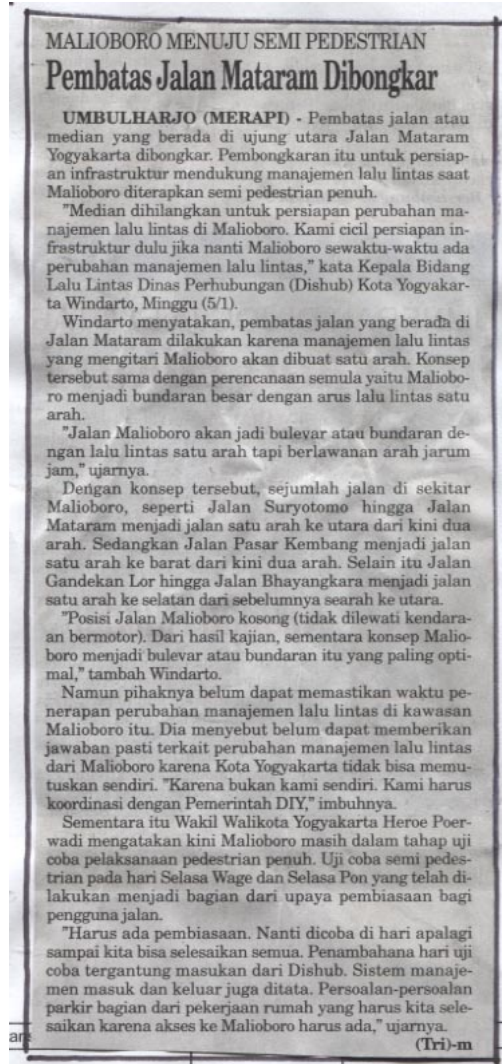 MALIOBORO MENUJU SEMI PEDESTRIAN
Pembatas Jalan Mataram Dibongkar
UMBULHARJO (MERAPI) - Pembatas jalan atau
median yang berada di ujung utara Jalan Mataram
Yogyakarta dibongkar. Pembongkaran itu untuk persiap-
an infrastruktur mendukung manajemen lalu lintas saat
Malioboro diterapkan semi pedestrian penuh.
"Median dihilangkan untuk persiapan perubahan ma-
najemen lalu lintas di Malioboro. Kami cicil persiapan in-
frastruktur dulu jika nanti Malioboro sewaktu-waktu ada
perubahan manajemen lalu lintas," kata Kepala Bidang
Lalu Lintas Dinas Perhubungan (Dishub) Kota Yogyakar-
ta Windarto, Minggu (5/1).
Windarto menyatakan, pembatas jalan yang berada di
Jalan Mataram dilakukan karena manajemen lalu lintas
yang mengitari Malioboro akan dibuat satu arah. Konsep
tersebut sama dengan perencanaan semula yaitu Maliobo-
ro menjadi bundaran besar dengan arus lalu lintas satu
arah.
"Jalan Malioboro akan jadi bulevar atau bundaran de-
ngan lalu lintas satu arah tapi berlawanan arah jarum
jam," ujarnya.
Dengan konsep tersebut, sejumlah jalan di sekitar
Malioboro, seperti Jalan Suryotomo hingga Jalan
Mataram menjadi jalan satu arah ke utara dari kini dua
arah. Sedangkan Jalan Pasar Kembang menjadi jalan
satu arah ke barat dari kini dua arah. Selain itu Jalan
Gandekan Lor hingga Jalan Bhayangkara menjadi jalan
satu arah ke selatan dari sebelumnya searah ke utara.
"Posisi Jalan Malioboro kosong (tidak dilewati kendara-
an bermotor). Dari hasil kajian, sementara konsep Malio-
boro menjadi bulevar atau bundaran itu yang paling opti-
mal," tambah Windarto.
Namun pihaknya belum dapat memastikan waktu pe-
nerapan perubahan manajemen lalu lintas di kawasan
Malioboro itu. Dia menyebut belum dapat memberikan
jawaban pasti terkait perubahan manajemen lalu lintas
dari Malioboro karena Kota Yogyakarta tidak bisa memu-
tuskan sendiri. "Karena bukan kami sendiri. Kami harus
koordinasi dengan Pemerintah DIY," imbuhnya.
Sementara itu Wakil Walikota Yogyakarta Heroe Poer-
wadi mengatakan kini Malioboro masih dalam tahap uji
coba pelaksanaan pedestrian penuh. Uji coba semi pedes-
trian pada hari Selasa Wage dan Selasa Pon yang telah di-
lakukan menjadi bagian dari upaya pembiasaan bagi
pengguna jalan.
"Harus ada pembiasaan. Nanti dicoba di hari apalagi
sampai kita bisa selesaikan semua. Penambahana hari uji
coba tergantung masukan dari Dishub. Sistem manaje-
men masuk dan keluar juga ditata. Persoalan-persoalan
parkir bagian dari pekerjaan rumah yang harus kita sele-
saikan karena akses ke Malioboro harus ada," ujarnya.
(Tri)-m